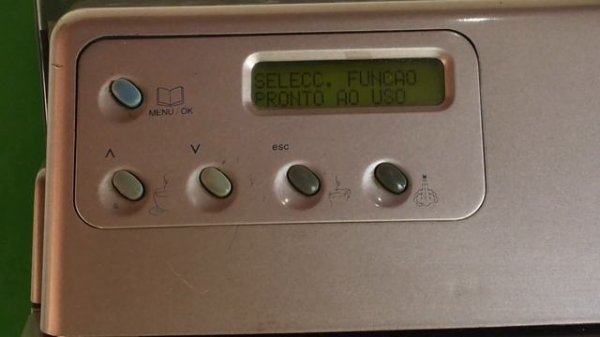 SELECC. FUNCAO
PRONTO AO USO
MENU / OK
esc